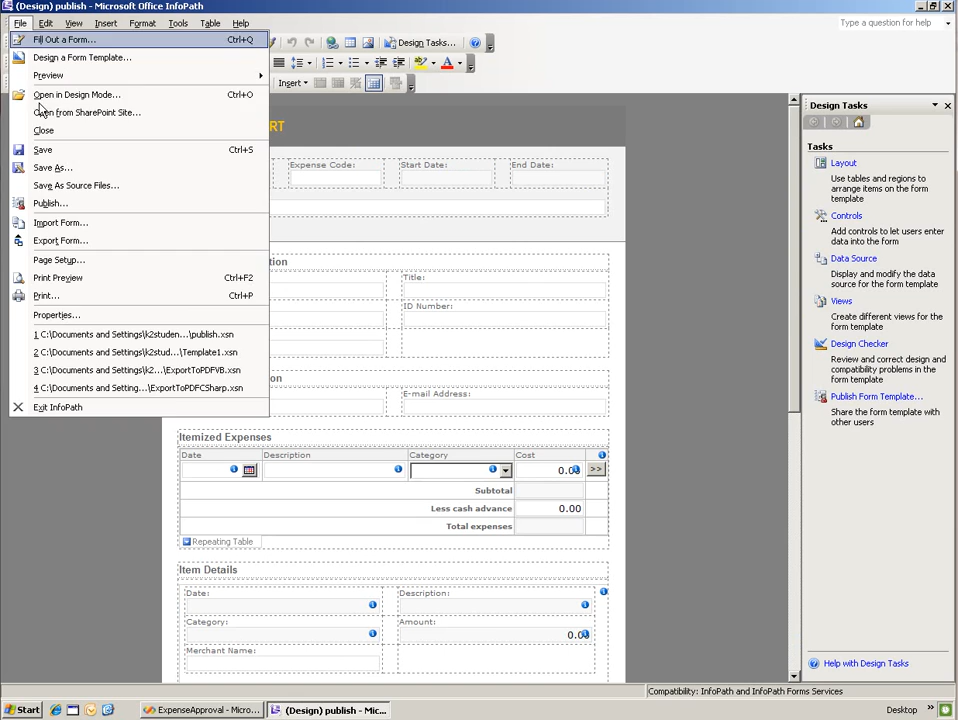 (Design) publish - Microsoft Office InfoPath
File Edit View Insert Format Tools Table Help
Type a question for help
Fill Out a Form... Ctrl+Q
Design a Form Template...
Preview
Open in Design Mode... Ctrl+O
Open from SharePoint Site...
Close
Save Ctrl+S
Save As...
Save As Source Files...
Publish...
Import Form...
Export Form...
Page Setup...
Print Preview Ctrl+F2
Print... Ctrl+P
Properties...
1 C:\Documents and Settings\k2studen...\publish.xsn
2 C:\Documents and Settings\k2stud...\Template1.xsn
3 C:\Documents and Settings\k2...\ExportToPDFVB.xsn
4 C:\Documents and Setting...\ExportToPDFCSharp.xsn
Exit InfoPath
Design Tasks...
Insert
RT
Expense Code: Start Date: End Date:
tion
Title:
ID Number:
ion
E-mail Address:
Itemized Expenses
Date Description Category Cost
0.00 >>
Subtotal
Less cash advance 0.00
Total expenses
Repeating Table
Item Details
Date: Description:
Category: Amount:
0.00
Merchant Name:
Design Tasks
Tasks
Layout
Use tables and regions to
arrange items on the form
template
Controls
Add controls to let users enter
data into the form
Data Source
Display and modify the data
source for the form template
Views
Create different views for the
form template
Design Checker
Review and correct design and
compatibility problems in the
form template
Publish Form Template...
Share the form template with
other users
Help with Design Tasks
Compatibility: InfoPath and InfoPath Forms Services
Start
ExpenseApproval - Micro...
(Design) publish - Mic...
Desktop